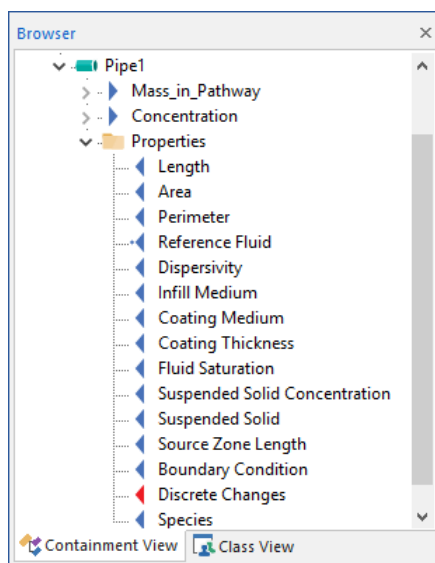 Browser
Pipe1
Mass_in_Pathway
Concentration
Properties
Length
Area
Perimeter
Reference Fluid
Dispersivity
Infill Medium
Coating Medium
Coating Thickness
Fluid Saturation
Suspended Solid Concentration
Suspended Solid
Source Zone Length
Boundary Condition
Discrete Changes
Species
Containment View Class View